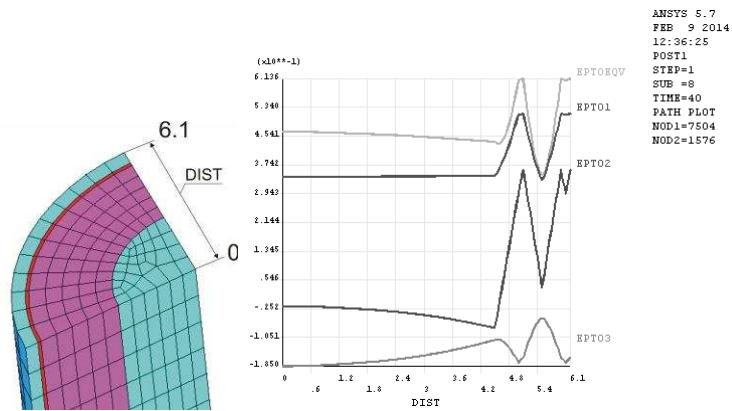 ANSYS 5.7
FEB 9 2014
12:36:25
POST1
STEP=1
SUB =8
TIME=40
PATH PLOT
NOD1=7504
NOD2=1576
6.1
DIST
0
(x10**-1)
6.136
5.340
4.541
3.742
2.943
2.144
1.345
.546
-.252
-1.051
-1.850
EPTOEQV
EPTO1
EPTO2
EPTO3
0
.6
1.2
1.8
2.4
3
3.6
4.2
4.8
5.4
6.1
DIST